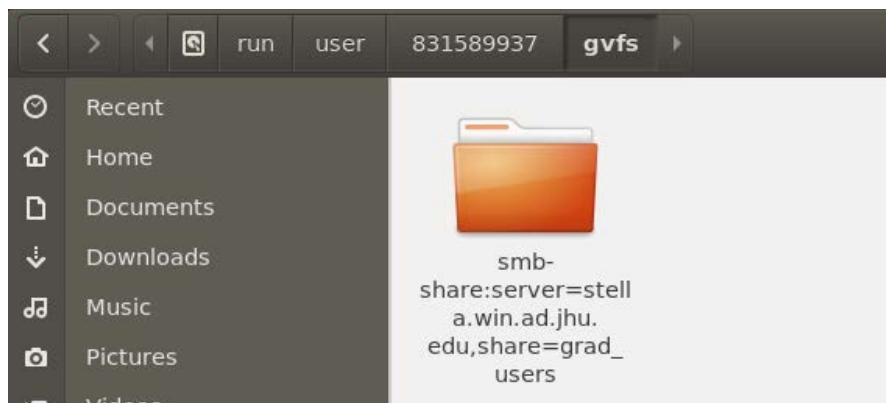 run user 831589937 gvfs
Recent
Home
Documents
Downloads
Music
Pictures
Videos
smb-
share:server=stell
a.win.ad.jhu.
edu,share=grad_
users